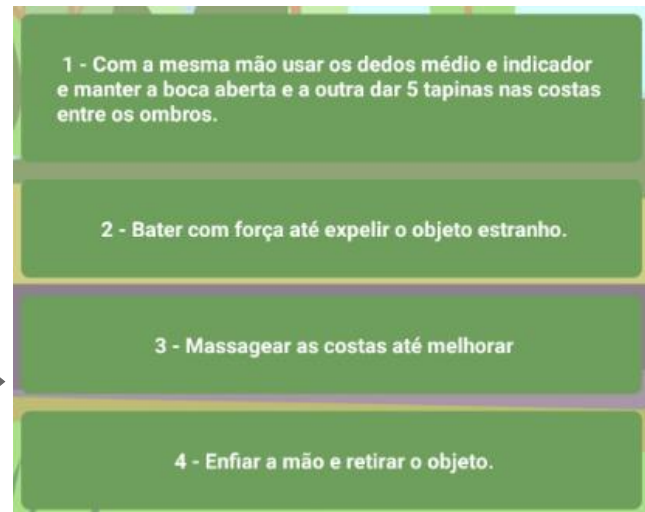 1 - Com a mesma mão usar os dedos médio e indicador
e manter a boca aberta e a outra dar 5 tapinas nas costas
entre os ombros.
2 - Bater com força até expelir o objeto estranho.
3 - Massagear as costas até melhorar
4 - Enfiar a mão e retirar o objeto.